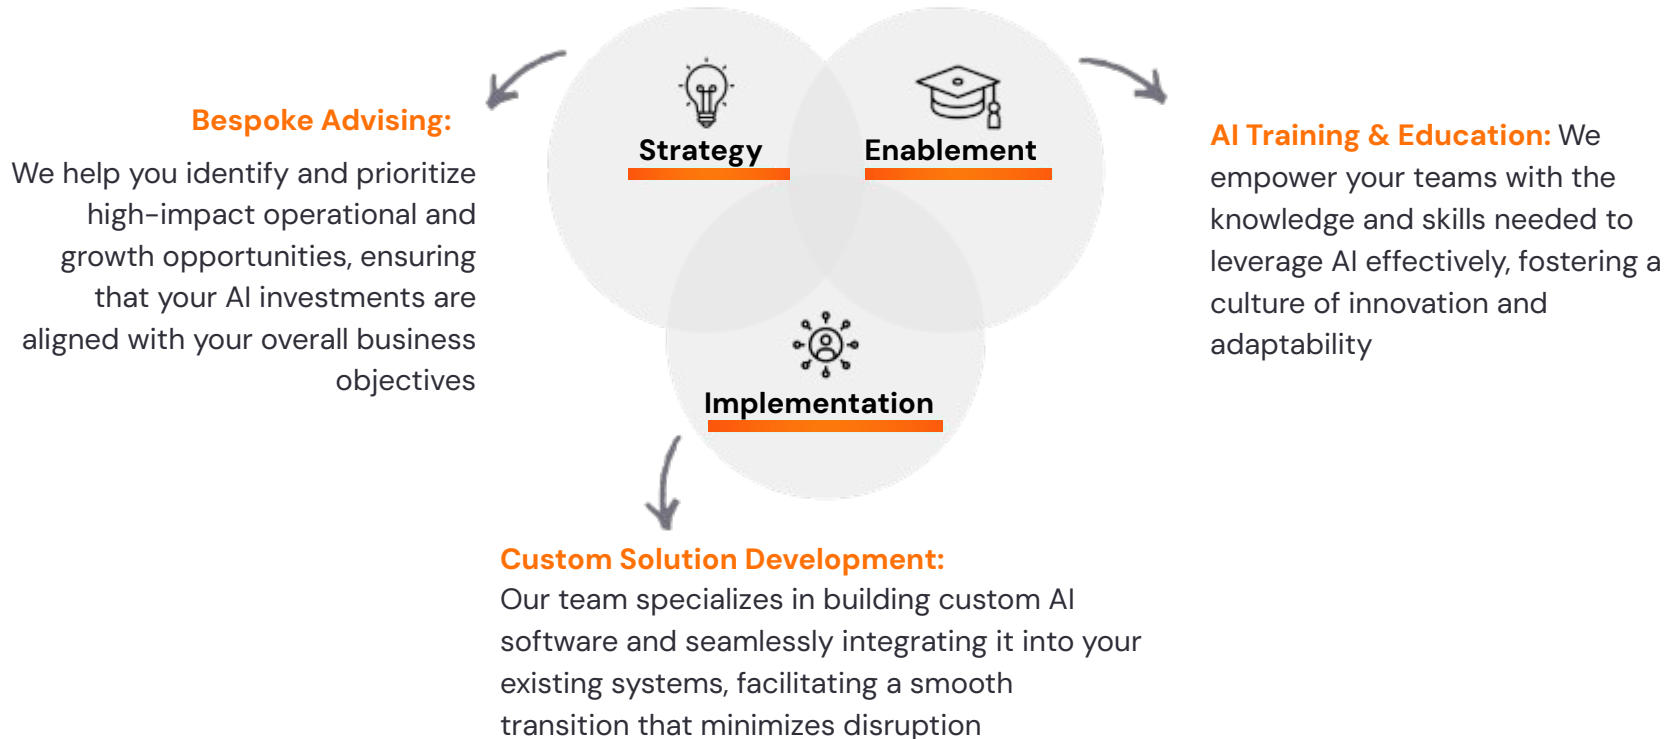 Strategy
Enablement
Implementation
Bespoke Advising:
We help you identify and prioritize
high-impact operational and
growth opportunities, ensuring
that your AI investments are
aligned with your overall business
objectives
AI Training & Education: We
empower your teams with the
knowledge and skills needed to
leverage AI effectively, fostering a
culture of innovation and
adaptability
Custom Solution Development:
Our team specializes in building custom AI
software and seamlessly integrating it into your
existing systems, facilitating a smooth
transition that minimizes disruption